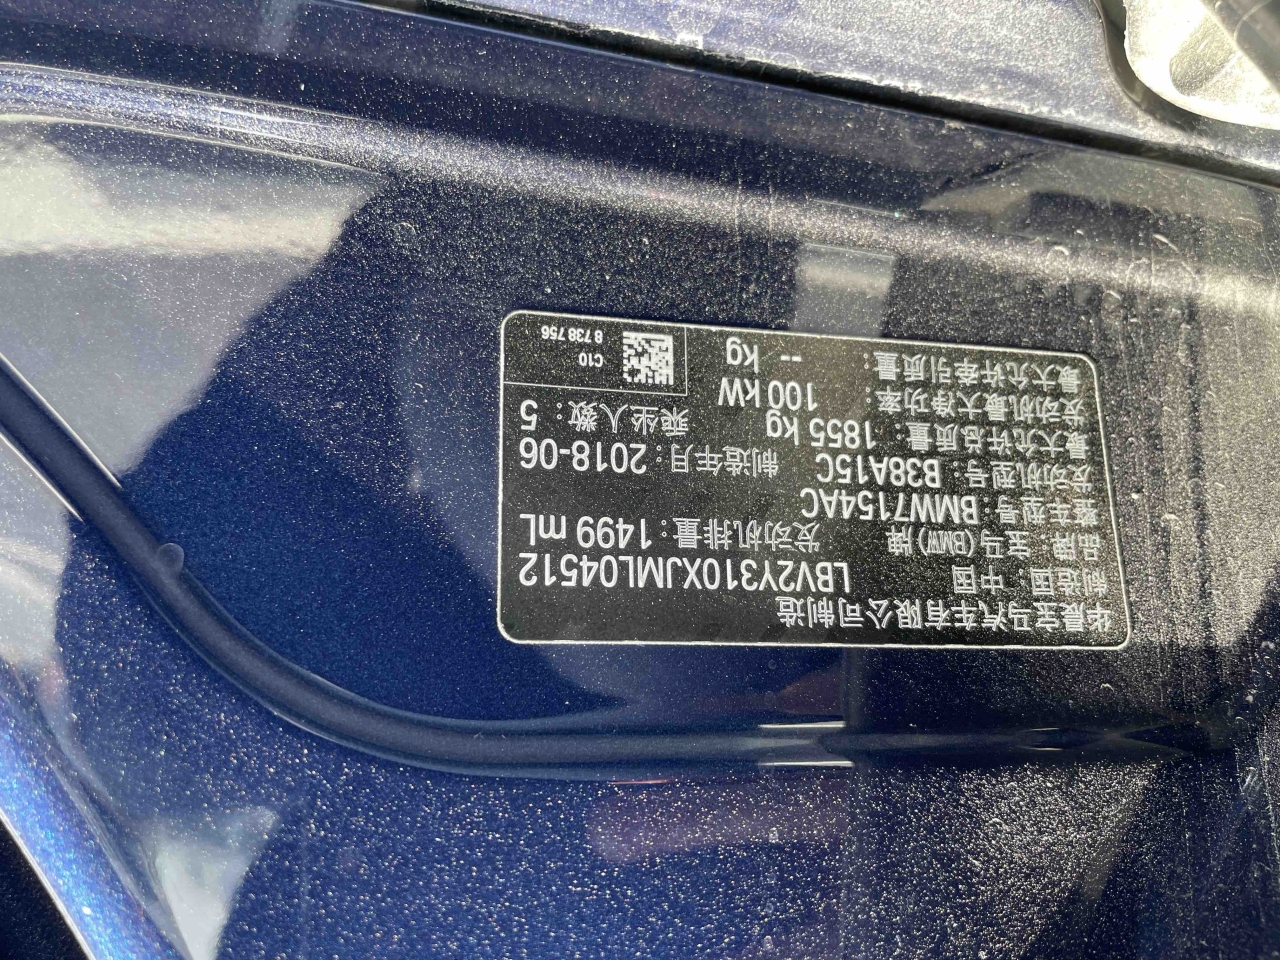 华晨宝马汽车有限公司制造
制造国：中国 LBV2Y310XJML04512
品牌：宝马(BMW)牌 发动机排量：1499 mL
整车型号：BMW7154AC
发动机型号：B38A15C 制造年月：2018-06
最大允许总质量：1855 kg 乘坐人数：5
发动机最大净功率：100 kW
最大允许牵引质量：-- kg
C10
8 738 756